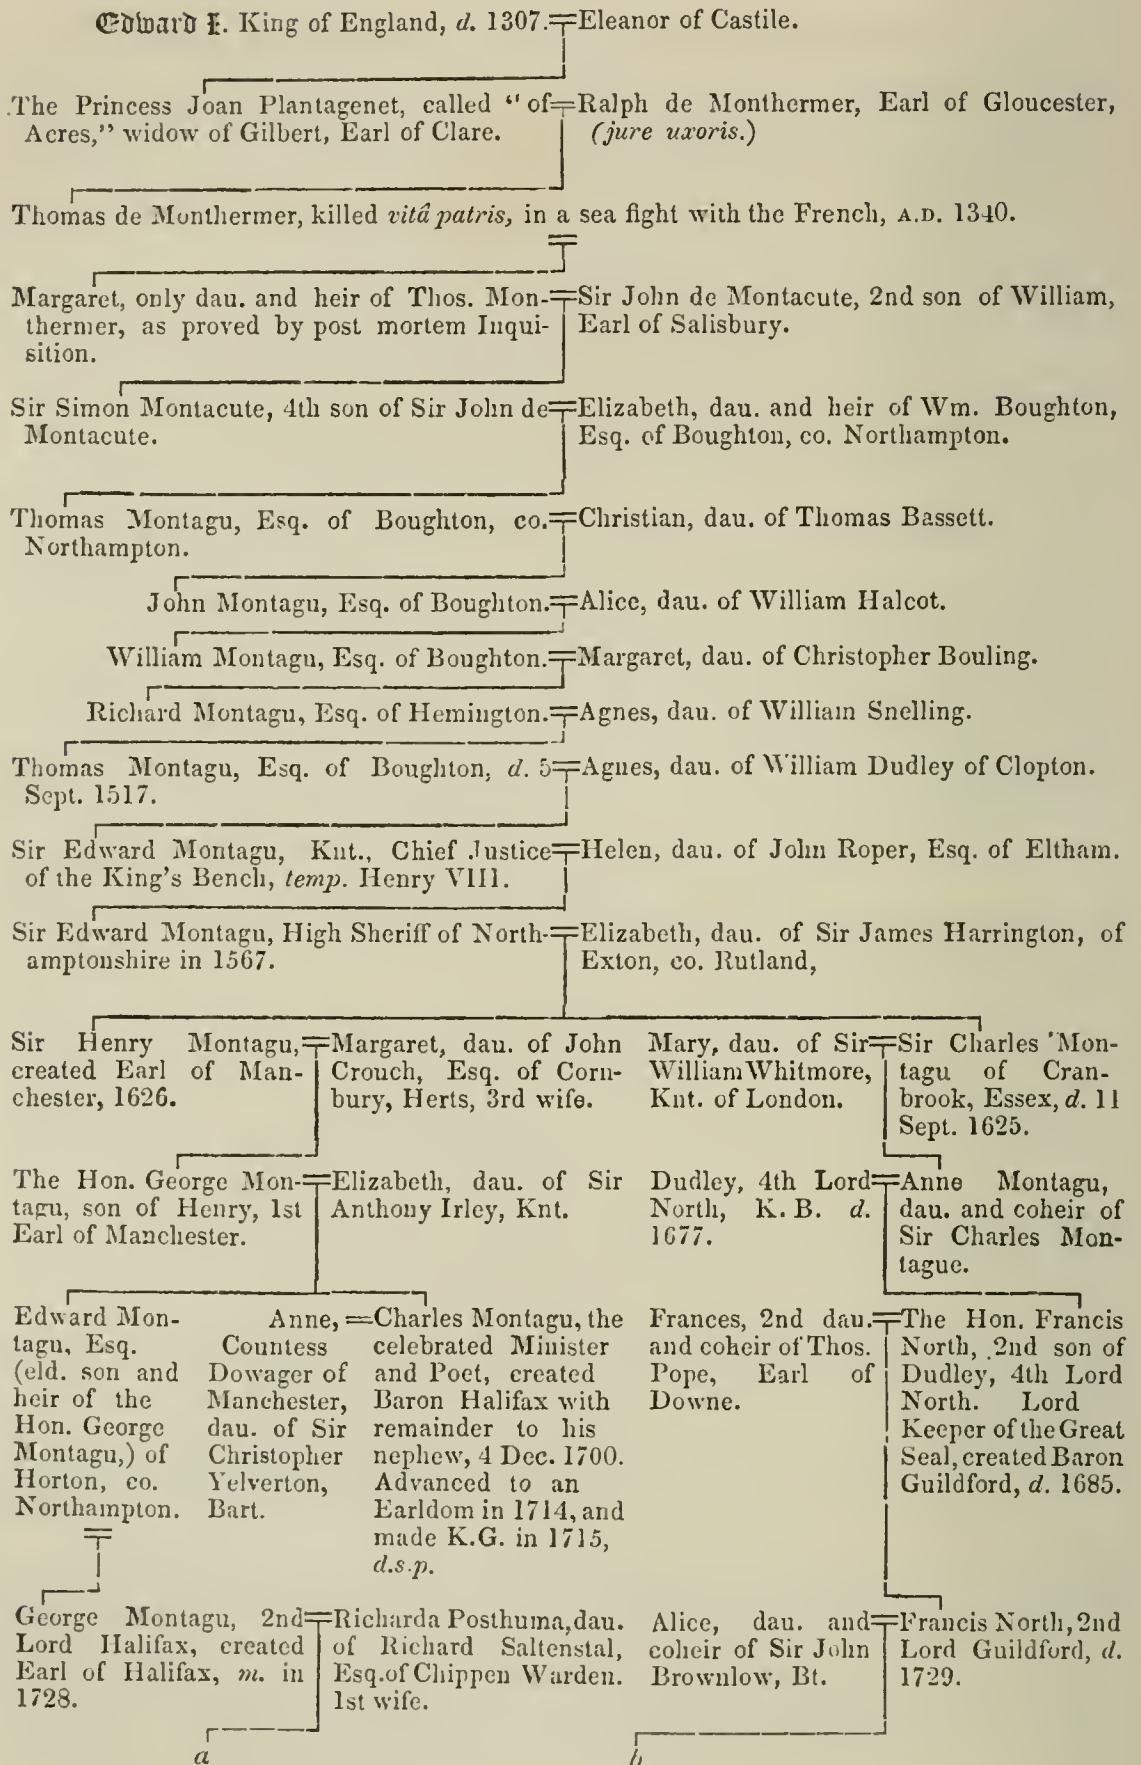 Edward I. King of England, d. 1307.=Eleanor of Castile.
The Princess Joan Plantagenet, called "of
Acres," widow of Gilbert, Earl of Clare.
=Ralph de Monthermer, Earl of Gloucester,
(jure uxoris.)
Thomas de Monthermer, killed vitâ patris, in a sea fight with the French, A.D. 1340.
Margaret, only dau. and heir of Thos. Mon-
thermer, as proved by post mortem Inqui-
sition.
=Sir John de Montacute, 2nd son of William,
Earl of Salisbury.
Sir Simon Montacute, 4th son of Sir John de
Montacute.
=Elizabeth, dau. and heir of Wm. Boughton,
Esq. of Boughton, co. Northampton.
Thomas Montagu, Esq. of Boughton, co.
Northampton.
=Christian, dau. of Thomas Bassett.
John Montagu, Esq. of Boughton.=Alice, dau. of William Halcot.
William Montagu, Esq. of Boughton.=Margaret, dau. of Christopher Bouling.
Richard Montagu, Esq. of Hemington.=Agnes, dau. of William Snelling.
Thomas Montagu, Esq. of Boughton, d. 5
Sept. 1517.
=Agnes, dau. of William Dudley of Clopton.
Sir Edward Montagu, Knt., Chief Justice
of the King's Bench, temp. Henry VIII.
=Helen, dau. of John Roper, Esq. of Eltham.
Sir Edward Montagu, High Sheriff of North-
amptonshire in 1567.
=Elizabeth, dau. of Sir James Harrington, of
Exton, co. Rutland,
Sir Henry Montagu,
created Earl of Man-
chester, 1626.
=Margaret, dau. of John
Crouch, Esq. of Corn-
bury, Herts, 3rd wife.
Mary, dau. of Sir
William Whitmore,
Knt. of London.
=Sir Charles Mon-
tagu of Cran-
brook, Essex, d. 11
Sept. 1625.
The Hon. George Mon-
tagu, son of Henry, 1st
Earl of Manchester.
=Elizabeth, dau. of Sir
Anthony Irley, Knt.
Dudley, 4th Lord
North, K. B. d.
1677.
=Anne Montagu,
dau. and coheir of
Sir Charles Mon-
tague.
Edward Mon-
tagu, Esq.
(eld. son and
heir of the
Hon. George
Montagu,) of
Horton, co.
Northampton.
Anne,
Countess
Dowager of
Manchester,
dau. of Sir
Christopher
Yelverton,
Bart.
=Charles Montagu, the
celebrated Minister
and Poet, created
Baron Halifax with
remainder to his
nephew, 4 Dec. 1700.
Advanced to an
Earldom in 1714, and
made K.G. in 1715,
d.s.p.
Frances, 2nd dau.
and coheir of Thos.
Pope, Earl of
Downe.
=The Hon. Francis
North, 2nd son of
Dudley, 4th Lord
North. Lord
Keeper of the Great
Seal, created Baron
Guildford, d. 1685.
George Montagu, 2nd
Lord Halifax, created
Earl of Halifax, m. in
1728.
=Richarda Posthuma, dau.
of Richard Saltenstal,
Esq. of Chippen Warden.
1st wife.
Alice, dau. and
coheir of Sir John
Brownlow, Bt.
=Francis North, 2nd
Lord Guildford, d.
1729.
a
b